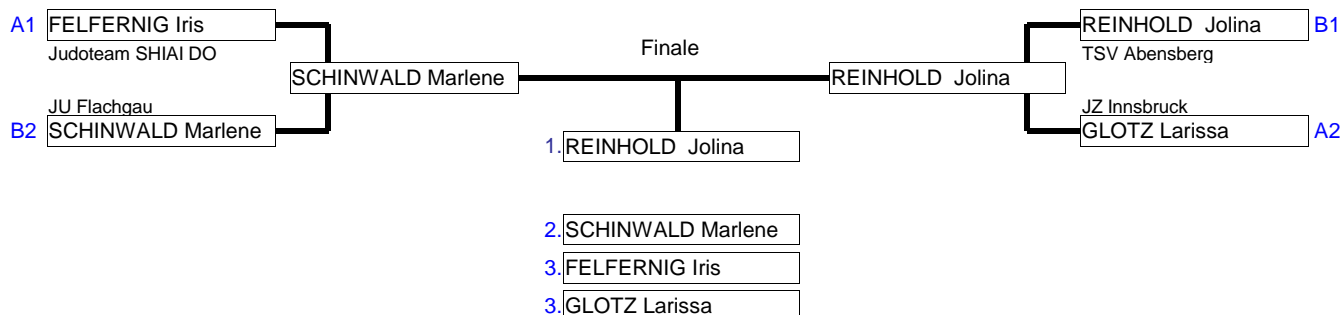 A1 FELFERNIG Iris
Judoteam SHIAI DO
SCHINWALD Marlene
JU Flachgau
B2 SCHINWALD Marlene
Finale
REINHOLD Jolina B1
TSV Abensberg
REINHOLD Jolina
JZ Innsbruck
GLOTZ Larissa A2
1. REINHOLD Jolina
2. SCHINWALD Marlene
3. FELFERNIG Iris
3. GLOTZ Larissa